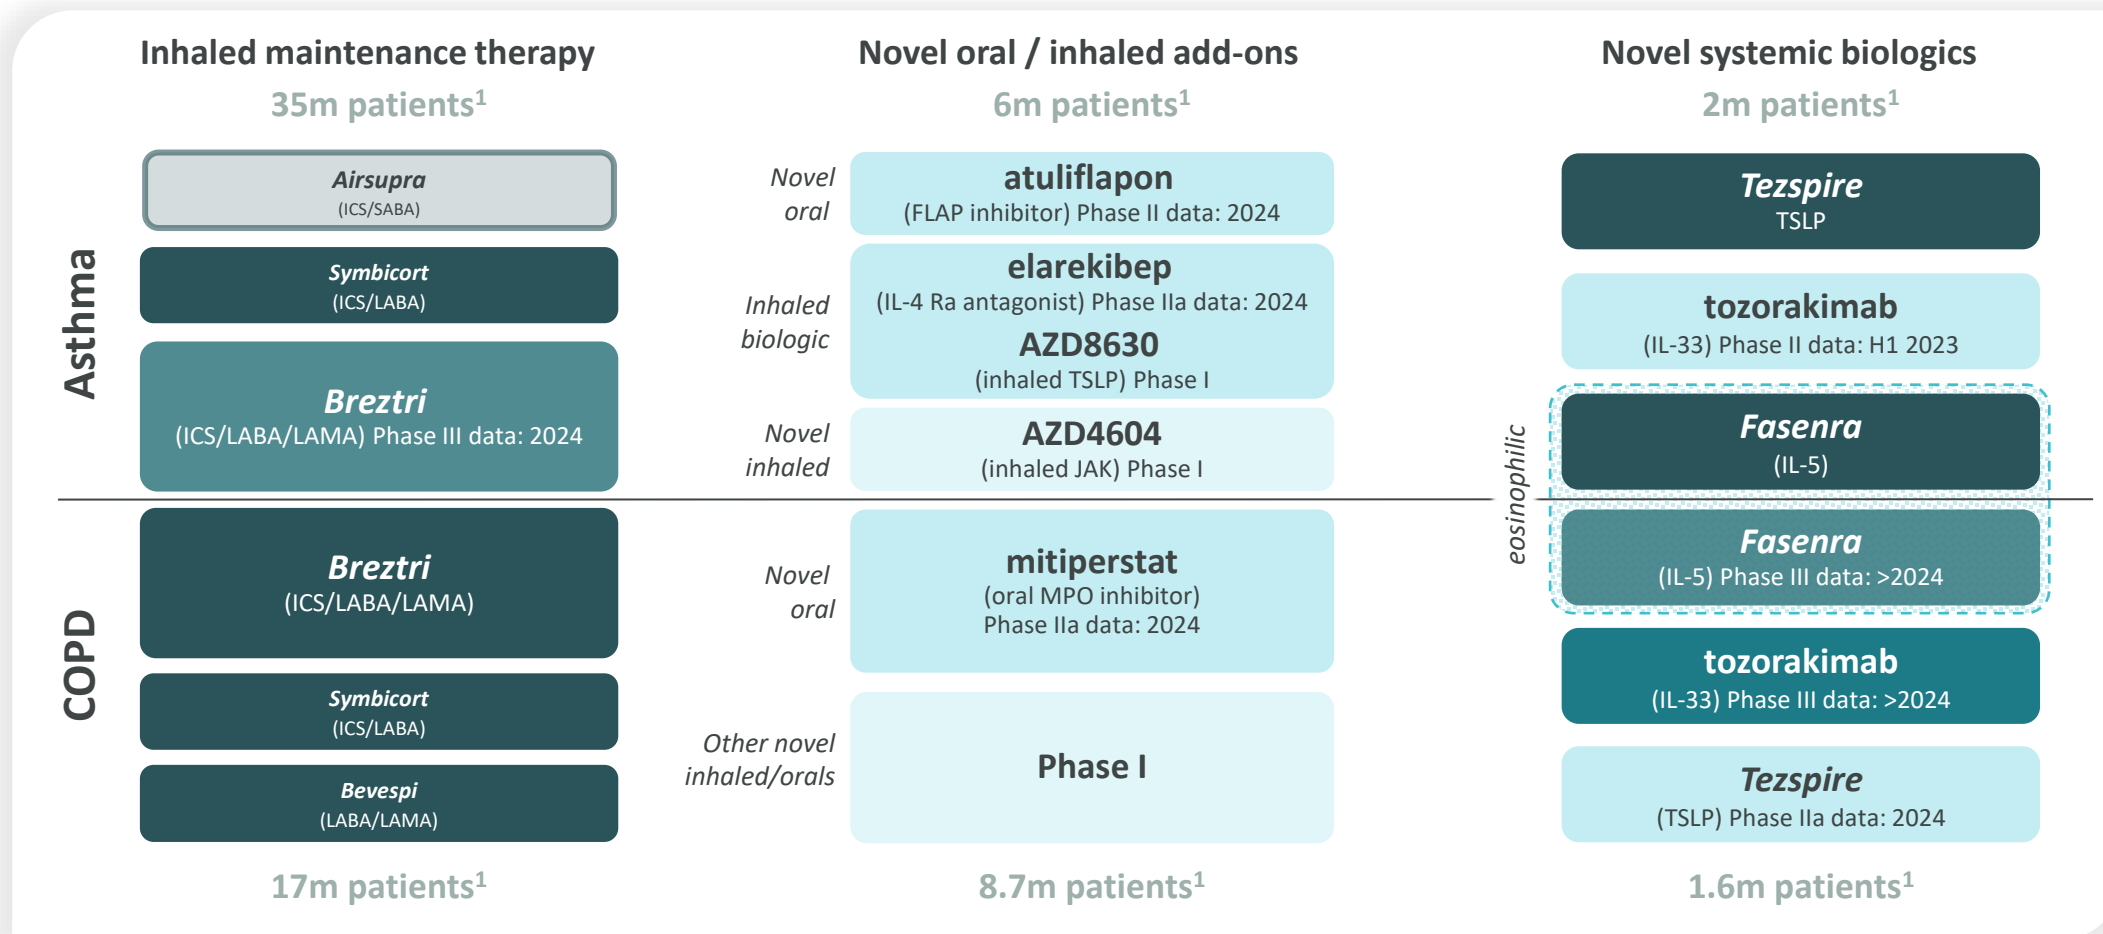 Inhaled maintenance therapy
35m patients¹
Novel oral / inhaled add-ons
6m patients¹
Novel systemic biologics
2m patients¹
Asthma
Airsupra
(ICS/SABA)
Symbicort
(ICS/LABA)
Breztri
(ICS/LABA/LAMA) Phase III data: 2024
Novel
oral
atuliflapon
(FLAP inhibitor) Phase II data: 2024
Inhaled
biologic
elarekibep
(IL-4 Ra antagonist) Phase IIa data: 2024
AZD8630
(inhaled TSLP) Phase I
Novel
inhaled
AZD4604
(inhaled JAK) Phase I
Tezspire
TSLP
tozorakimab
(IL-33) Phase II data: H1 2023
eosinophilic
Fasenra
(IL-5)
COPD
Breztri
(ICS/LABA/LAMA)
Symbicort
(ICS/LABA)
Bevespi
(LABA/LAMA)
17m patients¹
Novel
oral
mitiperstat
(oral MPO inhibitor)
Phase IIa data: 2024
Other novel
inhaled/orals
Phase I
8.7m patients¹
Fasenra
(IL-5) Phase III data: >2024
tozorakimab
(IL-33) Phase III data: >2024
Tezspire
(TSLP) Phase IIa data: 2024
1.6m patients¹